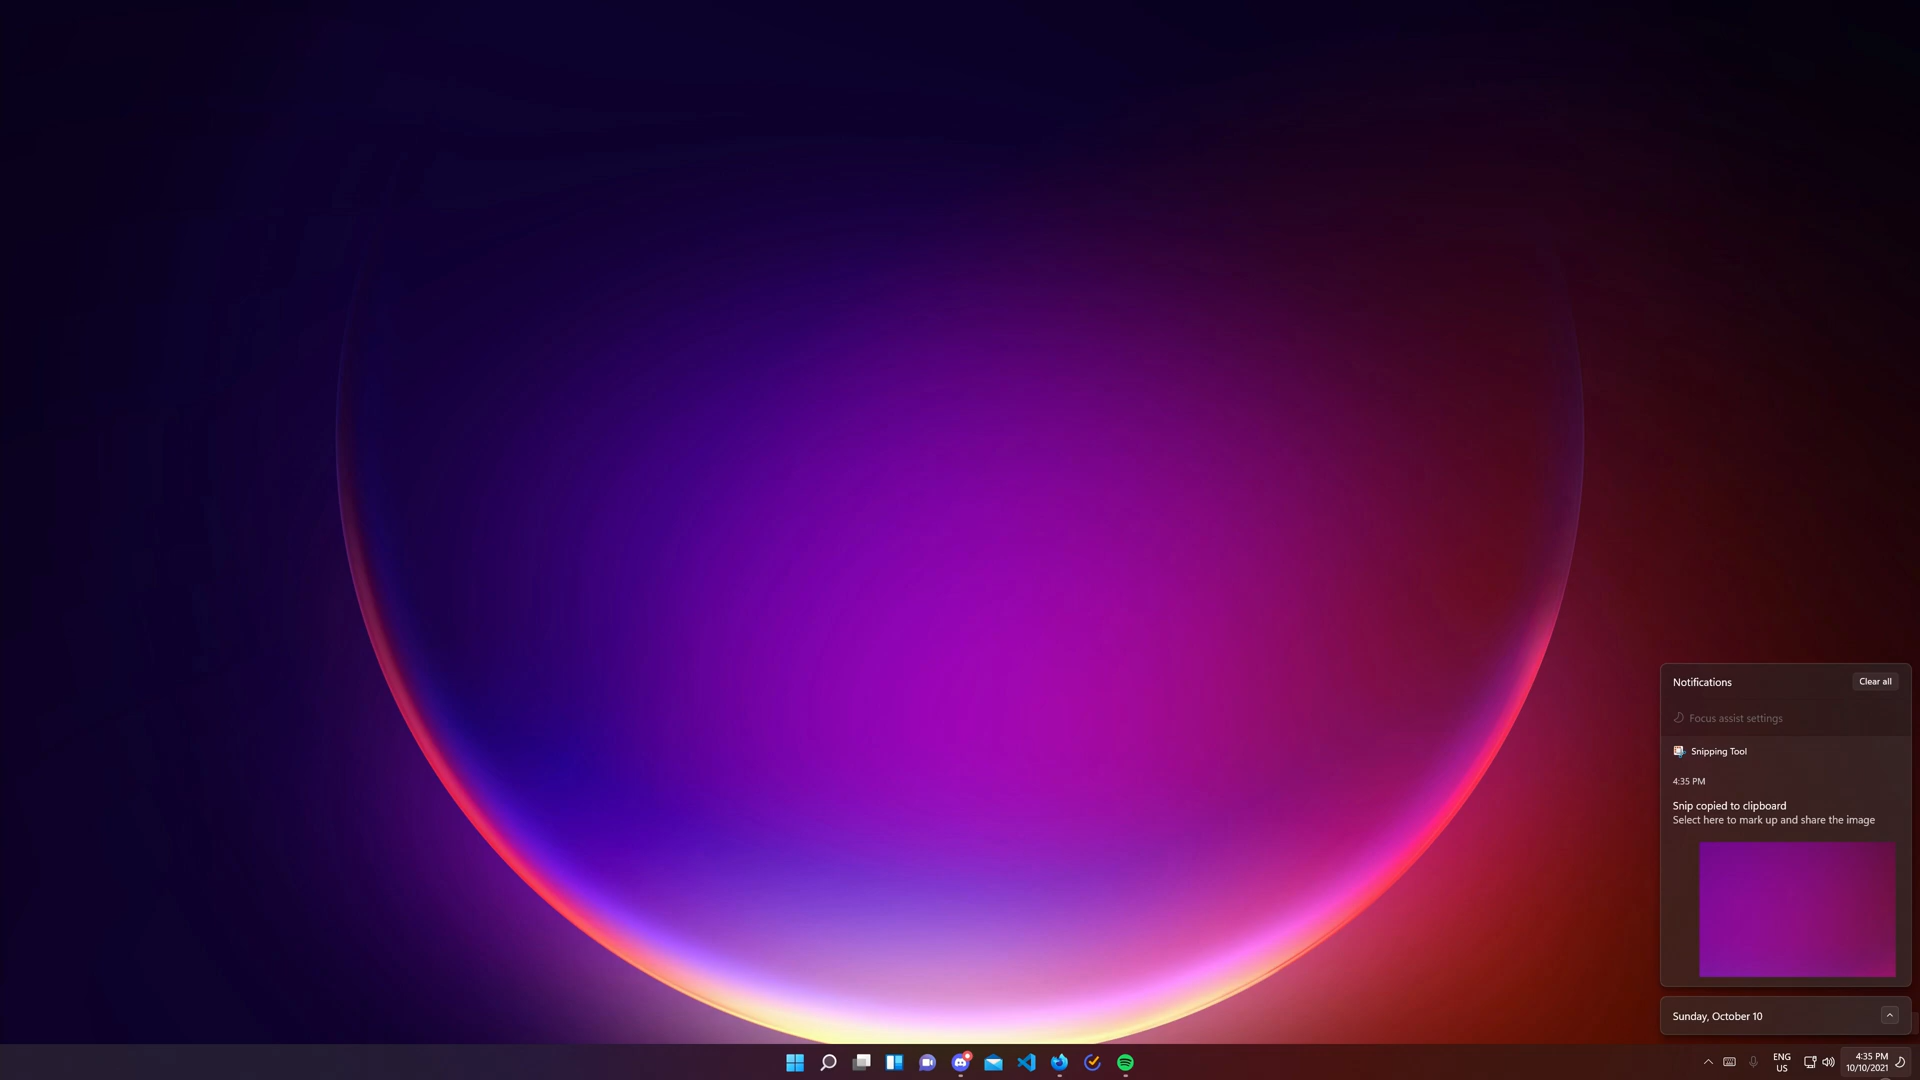 Notifications
Clear all
Focus assist settings
Snipping Tool
4:35 PM
Snip copied to clipboard
Select here to mark up and share the image
Sunday, October 10
ENG
US
4:35 PM
10/10/2021